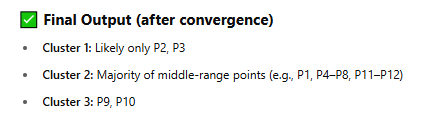 ✅ Final Output (after convergence)
• Cluster 1: Likely only P2, P3
• Cluster 2: Majority of middle-range points (e.g., P1, P4–P8, P11–P12)
• Cluster 3: P9, P10